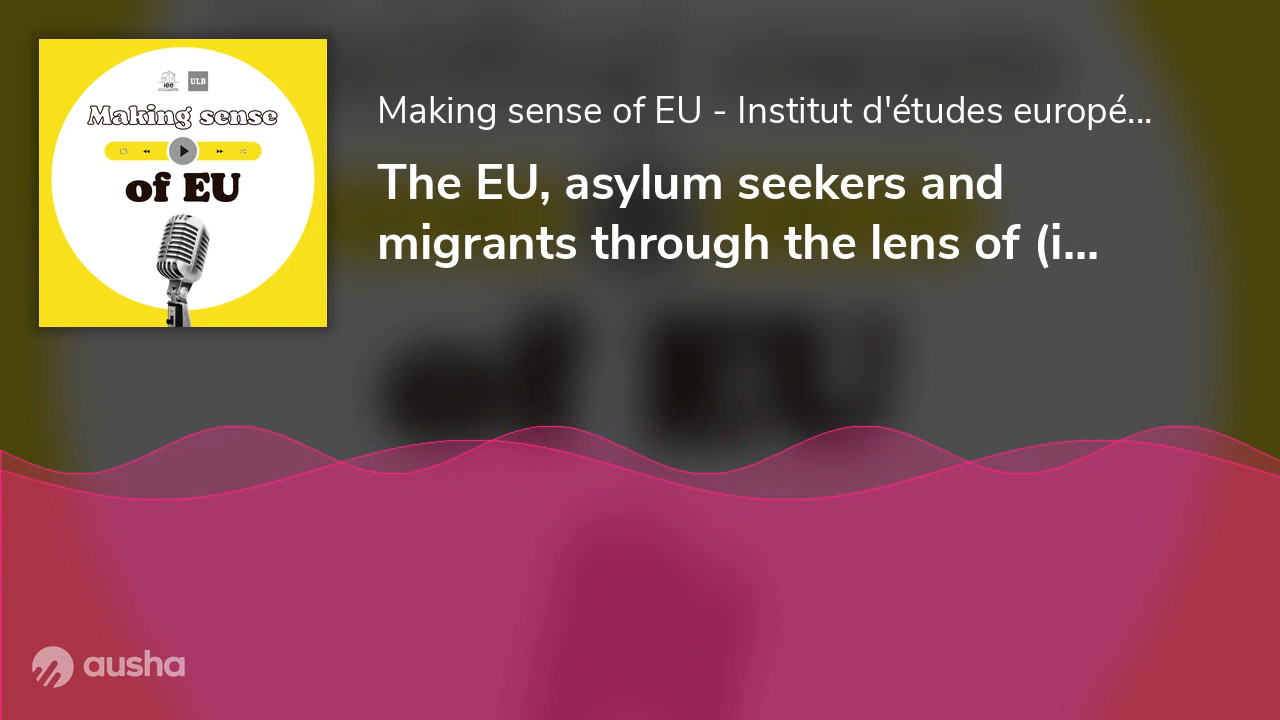 iee
ULB
Making sense
of EU
Making sense of EU - Institut d'études europé...
The EU, asylum seekers and
migrants through the lens of (i...
ausha